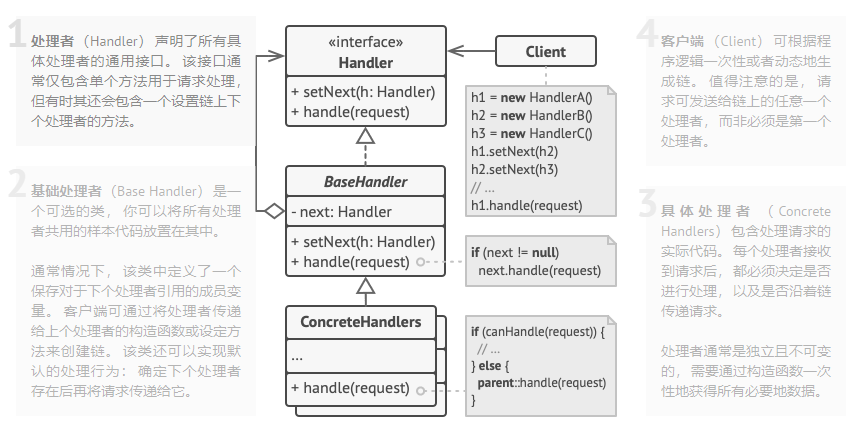 1
处理者 (Handler) 声明了所有具
体处理者的通用接口。 该接口通
常仅包含单个方法用于请求处理,
但有时其还会包含一个设置链上下
个处理者的方法。
2
基础处理者 (Base Handler) 是一
个可选的类, 你可以将所有处理
者共用的样本代码放置在其中。
通常情况下, 该类中定义了一个
保存对于下个处理者引用的成员变
量。 客户端可通过将处理者传递
给上个处理者的构造函数或设定方
法来创建链。 该类还可以实现默
认的处理行为: 确定下个处理者
存在后再将请求传递给它。
«interface»
Handler
+ setNext(h: Handler)
+ handle(request)
BaseHandler
- next: Handler
+ setNext(h: Handler)
+ handle(request)
ConcreteHandlers
...
+ handle(request)
Client
h1 = new HandlerA()
h2 = new HandlerB()
h3 = new HandlerC()
h1.setNext(h2)
h2.setNext(h3)
// ...
h1.handle(request)
if (next != null)
next.handle(request)
if (canHandle(request)) {
// ...
} else {
parent::handle(request)
}
4
客户端 (Client) 可根据程
序逻辑一次性或者动态地生
成链。 值得注意的是, 请
求可发送给链上的任意一个
处理者, 而非必须是第一个
处理者。
3
具体处理者 (Concrete
Handlers) 包含处理请求的
实际代码。 每个处理者接收
到请求后, 都必须决定是否
进行处理, 以及是否沿着链
传递请求。
处理者通常是独立且不可变
的, 需要通过构造函数一次
性地获得所有必要地数据。